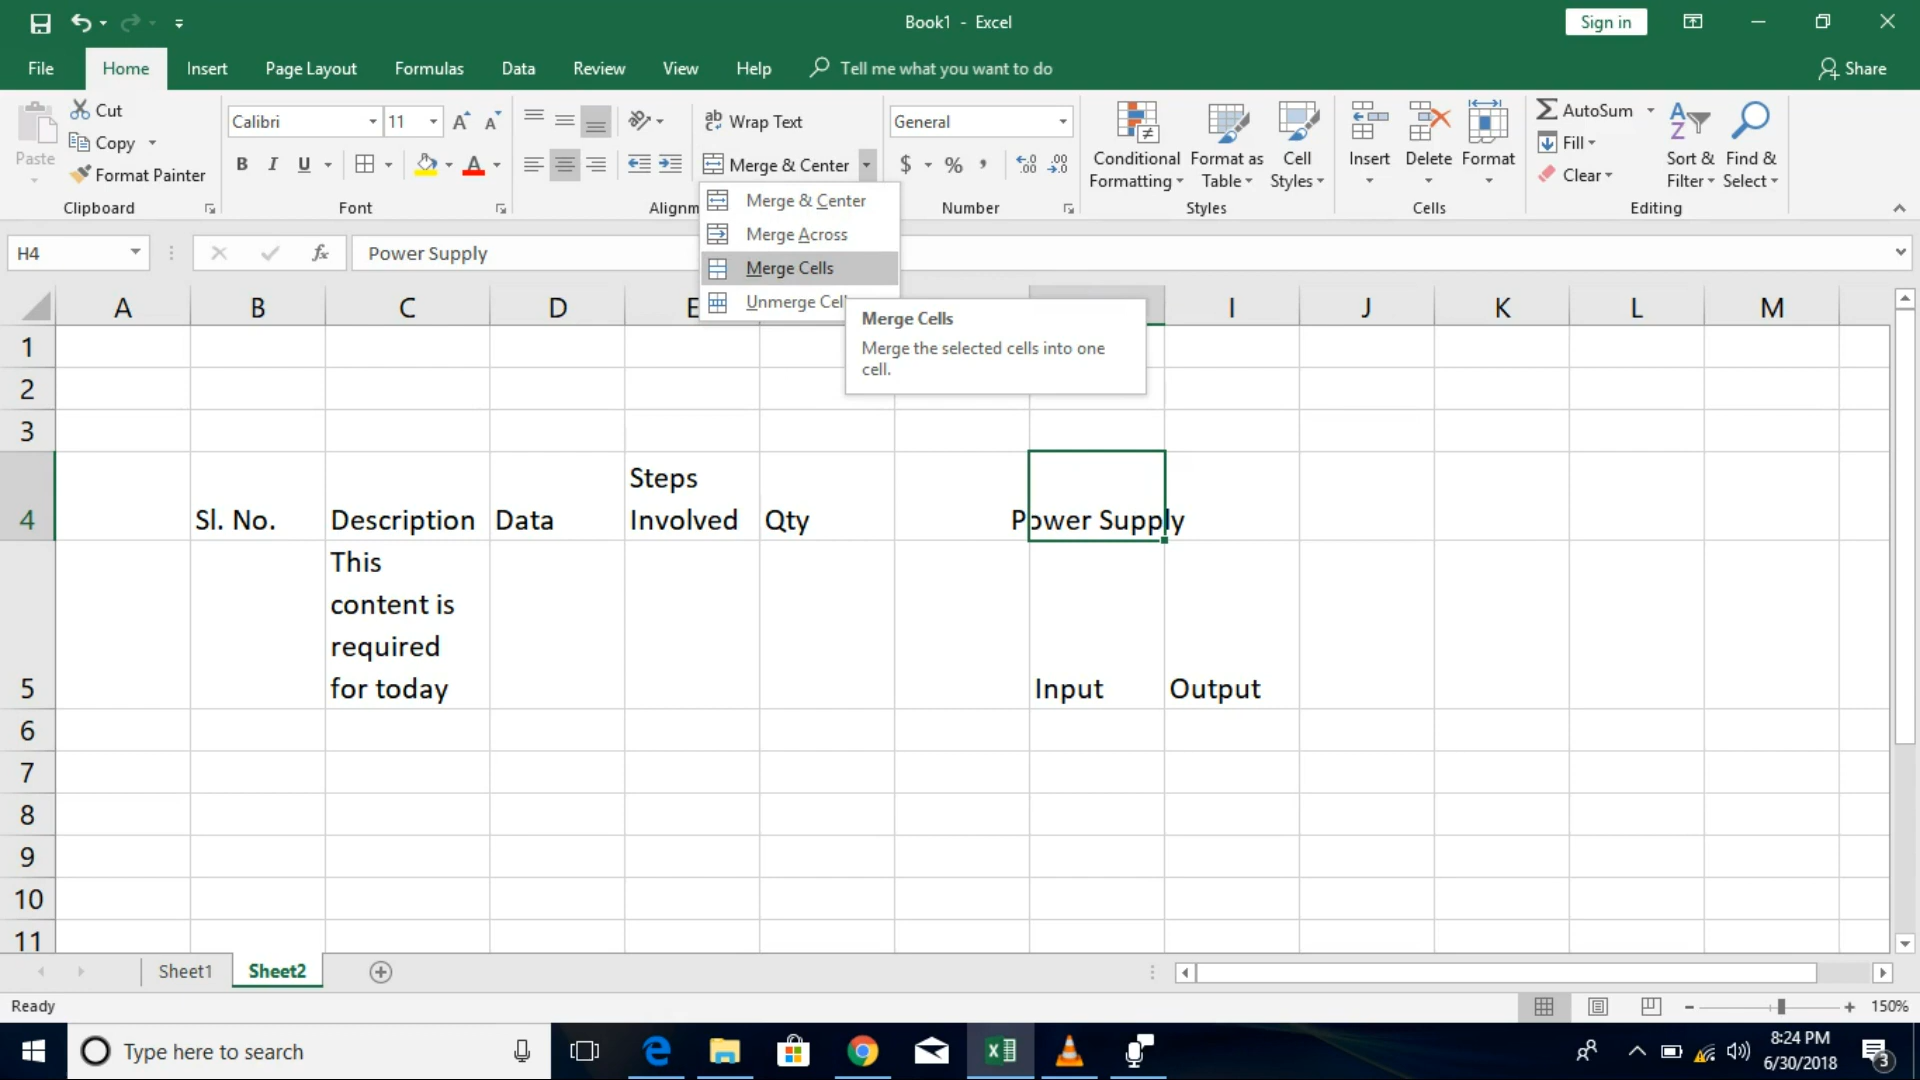 Book1 - Excel
Sign in
File Home Insert Page Layout Formulas Data Review View Help Tell me what you want to do Share
Paste
Cut
Copy
Format Painter
Clipboard
Calibri 11
B I U A
Font
Wrap Text
Merge & Center
Alignm
General
$ % ,
Number
Conditional
Formatting
Format as
Table
Cell
Styles
Styles
Insert Delete Format
Cells
AutoSum
Fill
Clear
Sort &
Filter
Find &
Select
Editing
Merge & Center
Merge Across
Merge Cells
Unmerge Cell
Merge Cells
Merge the selected cells into one
cell.
H4 fx Power Supply
A B C D E I J K L M
1
2
3
4 Sl. No. Description Data Steps
Involved Qty Power Supply
5 This
content is
required
for today Input Output
6
7
8
9
10
11
Sheet1 Sheet2
Ready 150%
Type here to search
8:24 PM
6/30/2018
3